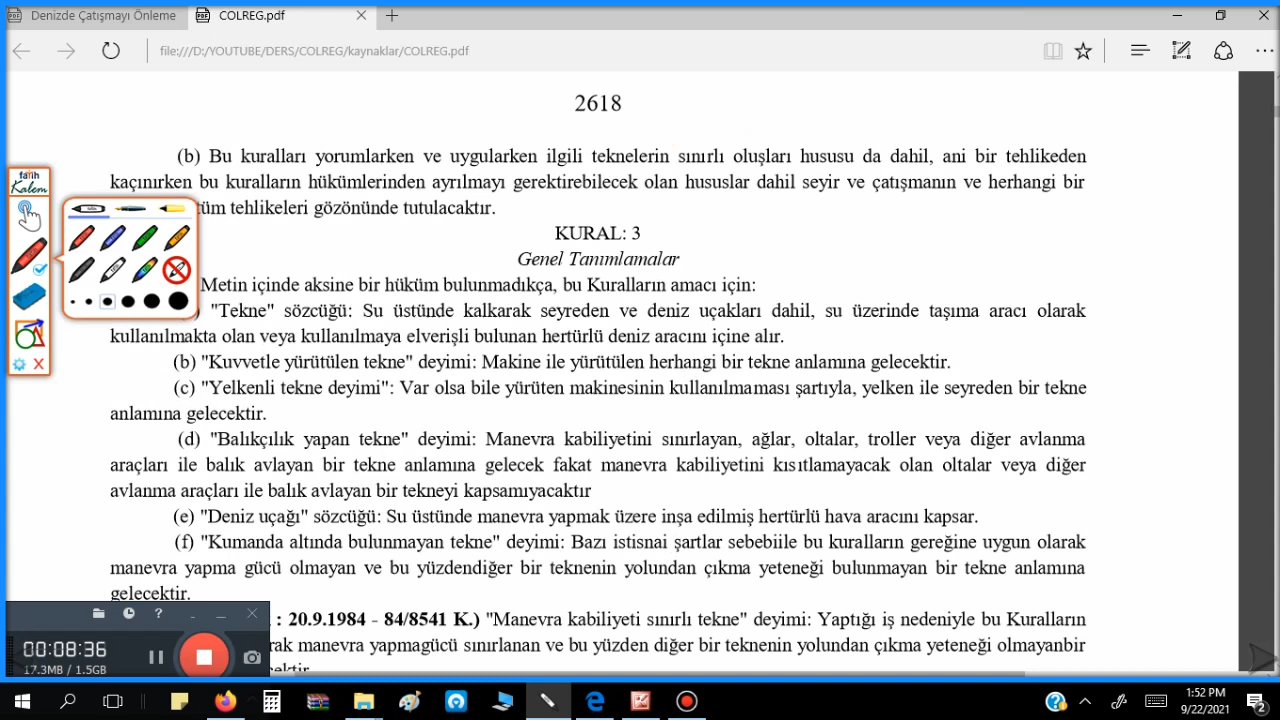 Denizde Çatışmayı Önleme
COLREG.pdf
file:///D:/YOUTUBE/DERS/COLREG/kaynaklar/COLREG.pdf
2618
(b) Bu kuralları yorumlarken ve uygularken ilgili teknelerin sınırlı oluşları hususu da dahil, ani bir tehlikeden
kaçınırken bu kuralların hükümlerinden ayrılmayı gerektirebilecek olan hususlar dahil seyir ve çatışmanın ve herhangi bir
tüm tehlikeleri gözönünde tutulacaktır.
KURAL: 3
Genel Tanımlamalar
Metin içinde aksine bir hüküm bulunmadıkça, bu Kuralların amacı için:
"Tekne" sözcüğü: Su üstünde kalkarak seyreden ve deniz uçakları dahil, su üzerinde taşıma aracı olarak
kullanılmakta olan veya kullanılmaya elverişli bulunan hertürlü deniz aracını içine alır.
(b) "Kuvvetle yürütülen tekne" deyimi: Makine ile yürütülen herhangi bir tekne anlamına gelecektir.
(c) "Yelkenli tekne deyimi": Var olsa bile yürüten makinesinin kullanılmaması şartıyla, yelken ile seyreden bir tekne
anlamına gelecektir.
(d) "Balıkçılık yapan tekne" deyimi: Manevra kabiliyetini sınırlayan, ağlar, oltalar, troller veya diğer avlanma
araçları ile balık avlayan bir tekne anlamına gelecek fakat manevra kabiliyetini kısıtlamayacak olan oltalar veya diğer
avlanma araçları ile balık avlayan bir tekneyi kapsamıyacaktır
(e) "Deniz uçağı" sözcüğü: Su üstünde manevra yapmak üzere inşa edilmiş hertürlü hava aracını kapsar.
(f) "Kumanda altında bulunmayan tekne" deyimi: Bazı istisnai şartlar sebebiile bu kuralların gereğine uygun olarak
manevra yapma gücü olmayan ve bu yüzdendiğer bir teknenin yolundan çıkma yeteneği bulunmayan bir tekne anlamına
gelecektir.
: 20.9.1984 - 84/8541 K.) "Manevra kabiliyeti sınırlı tekne" deyimi: Yaptığı iş nedeniyle bu Kuralların
rak manevra yapmagücü sınırlanan ve bu yüzden diğer bir teknenin yolundan çıkma yeteneği olmayanbir
fatih
Kalem
00:08:36
17.3MB / 1.5GB
1:52 PM
9/22/2021
2